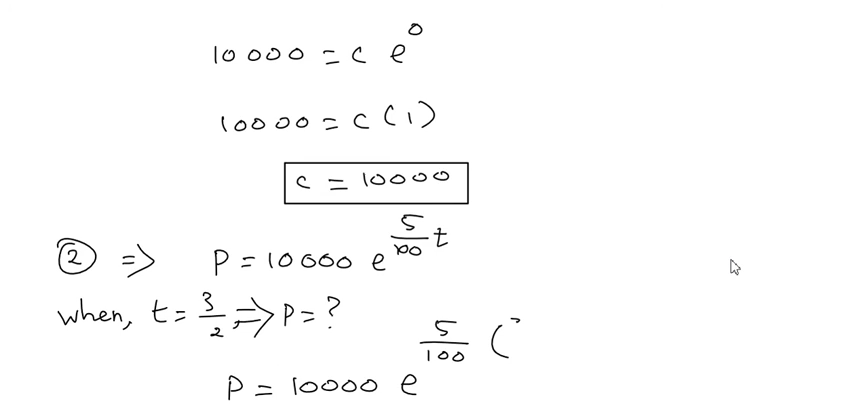 10000 = c e^0
10000 = c (1)
c = 10000
② => P = 10000 e^(5/100 t)
when, t = 3/2, => P = ?
P = 10000 e^(5/100 (